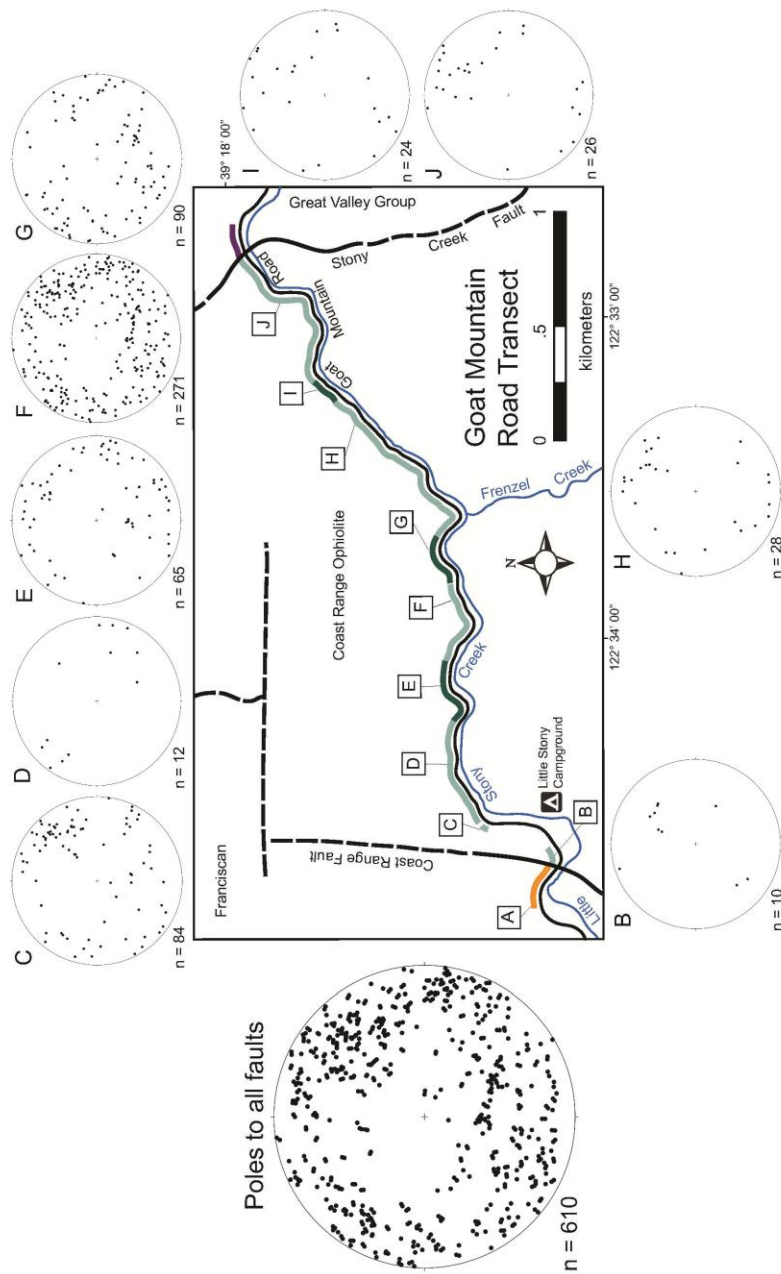 Poles to all faults
n = 610
C
n = 84
D
n = 12
E
n = 65
F
n = 271
G
n = 90
Franciscan
Coast Range Fault
Coast Range Ophiolite
Great Valley Group
39° 18' 00"
Stony Creek Fault
Goat Mountain Road
A
B
C
D
E
F
G
H
I
J
Little Stony Creek
Little Stony
Campground
Frenzel Creek
N
Goat Mountain
Road Transect
0
.5
1
kilometers
122° 34' 00"
122° 33' 00"
B
n = 10
H
n = 28
I
n = 24
J
n = 26